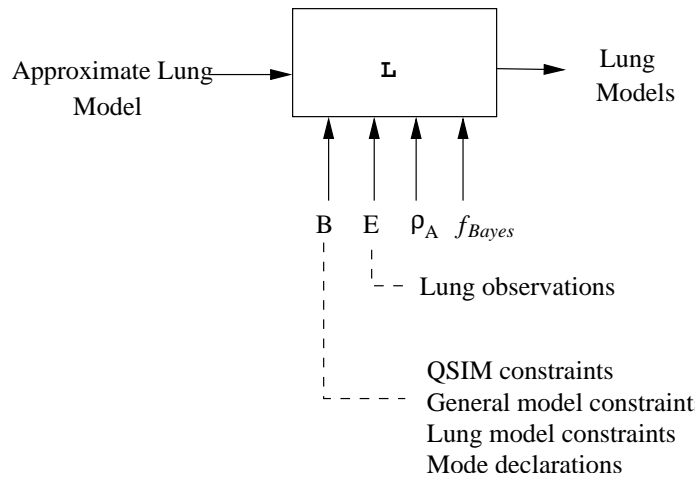 L
Approximate Lung
Model
Lung
Models
B E ρA fBayes
Lung observations
QSIM constraints
General model constraint
Lung model constraints
Mode declarations